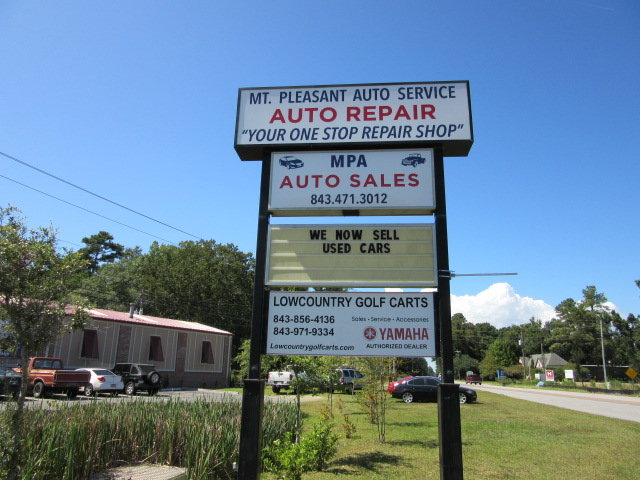 MT. PLEASANT AUTO SERVICE
AUTO REPAIR
"YOUR ONE STOP REPAIR SHOP"
MPA
AUTO SALES
843.471.3012
WE NOW SELL
USED CARS
LOWCOUNTRY GOLF CARTS
843-856-4136
843-971-9334
Lowcountrygolfcarts.com
Sales - Service - Accessories
YAMAHA
AUTHORIZED DEALER